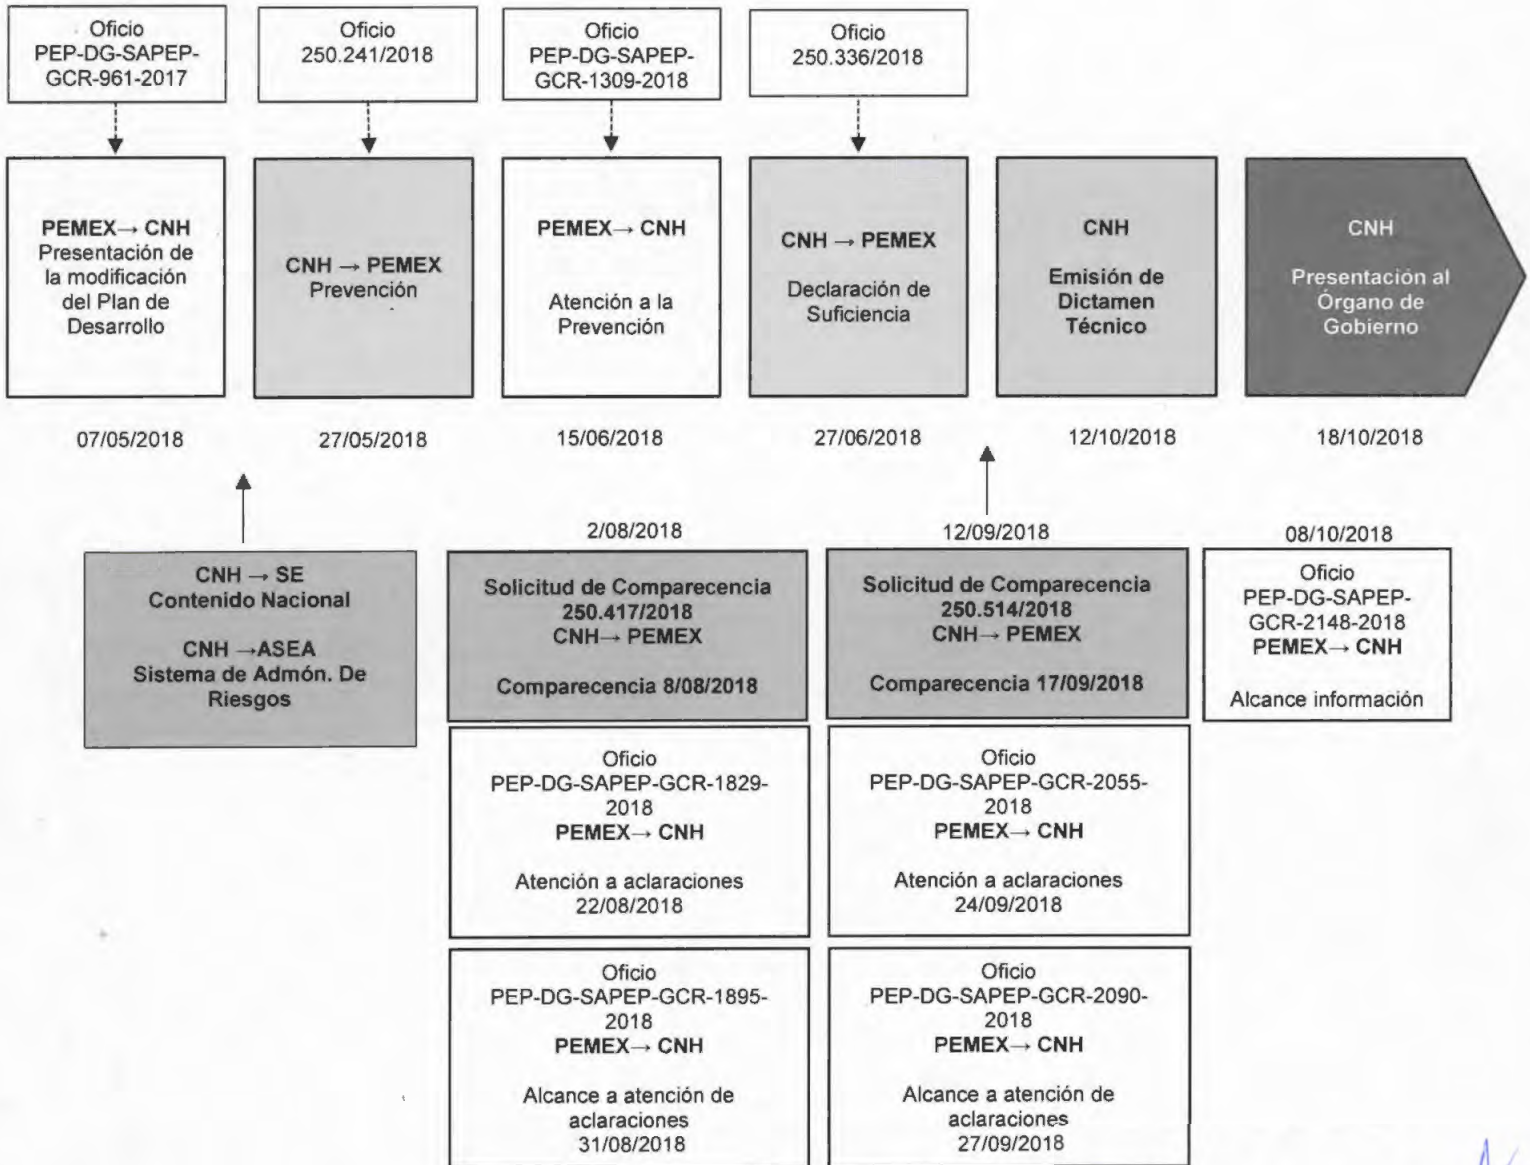 Oficio
PEP-DG-SAPEP-
GCR-961-2017
Oficio
250.241/2018
Oficio
PEP-DG-SAPEP-
GCR-1309-2018
Oficio
250.336/2018
PEMEX→ CNH
Presentación de
la modificación
del Plan de
Desarrollo
CNH → PEMEX
Prevención
PEMEX→ CNH
Atención a la
Prevención
CNH → PEMEX
Declaración de
Suficiencia
CNH
Emisión de
Dictamen
Técnico
CNH
Presentación al
Órgano de
Gobierno
07/05/2018
27/05/2018
15/06/2018
27/06/2018
12/10/2018
18/10/2018
CNH → SE
Contenido Nacional
CNH →ASEA
Sistema de Admón. De
Riesgos
2/08/2018
Solicitud de Comparecencia
250.417/2018
CNH→ PEMEX
Comparecencia 8/08/2018
Oficio
PEP-DG-SAPEP-GCR-1829-
2018
PEMEX→ CNH
Atención a aclaraciones
22/08/2018
Oficio
PEP-DG-SAPEP-GCR-1895-
2018
PEMEX→ CNH
Alcance a atención de
aclaraciones
31/08/2018
12/09/2018
Solicitud de Comparecencia
250.514/2018
CNH→ PEMEX
Comparecencia 17/09/2018
Oficio
PEP-DG-SAPEP-GCR-2055-
2018
PEMEX→ CNH
Atención a aclaraciones
24/09/2018
Oficio
PEP-DG-SAPEP-GCR-2090-
2018
PEMEX→ CNH
Alcance a atención de
aclaraciones
27/09/2018
08/10/2018
Oficio
PEP-DG-SAPEP-
GCR-2148-2018
PEMEX→ CNH
Alcance información